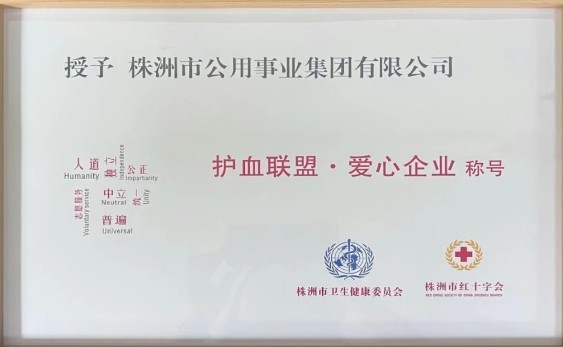 授予 株洲市公用事业集团有限公司
护血联盟·爱心企业 称号
人道
Humanity
独立
Independence
公正
Impartiality
志愿服务
Voluntary service
中立
Neutral
统一
Unity
普遍
Universal
株洲市卫生健康委员会
株洲市红十字会